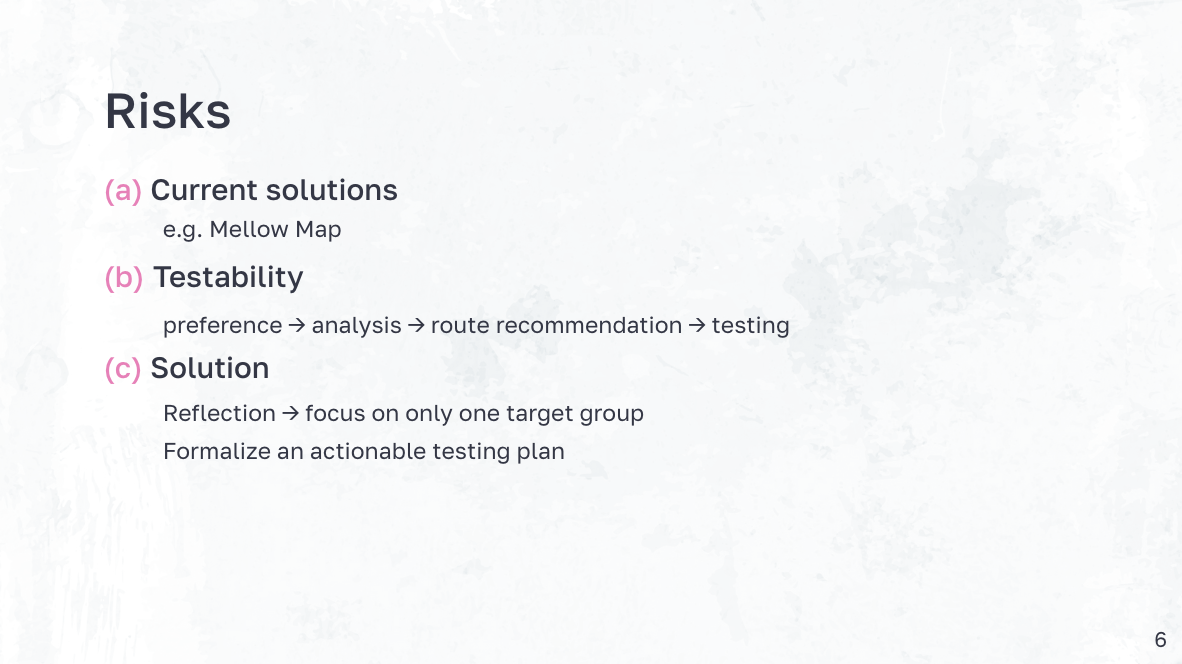 Risks
(a) Current solutions
e.g. Mellow Map
(b) Testability
preference → analysis → route recommendation → testing
(c) Solution
Reflection → focus on only one target group
Formalize an actionable testing plan
6